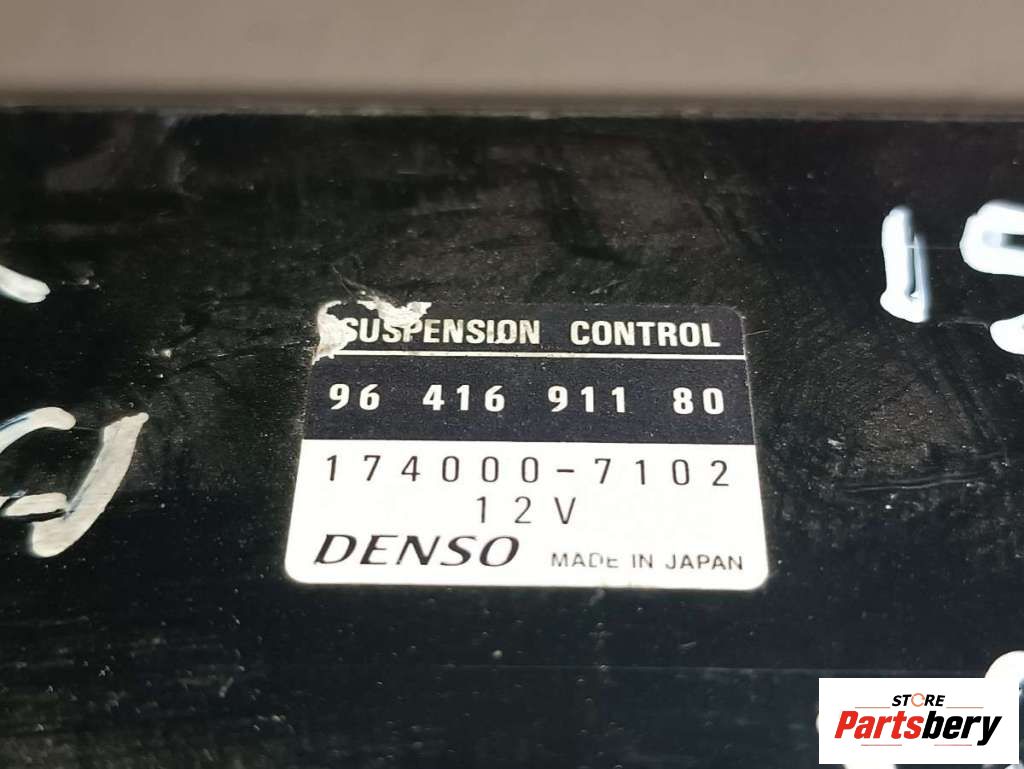 SUSPENSION CONTROL
96 416 911 80
174000-7102
12V
DENSO MADE IN JAPAN
STORE
Partsbery